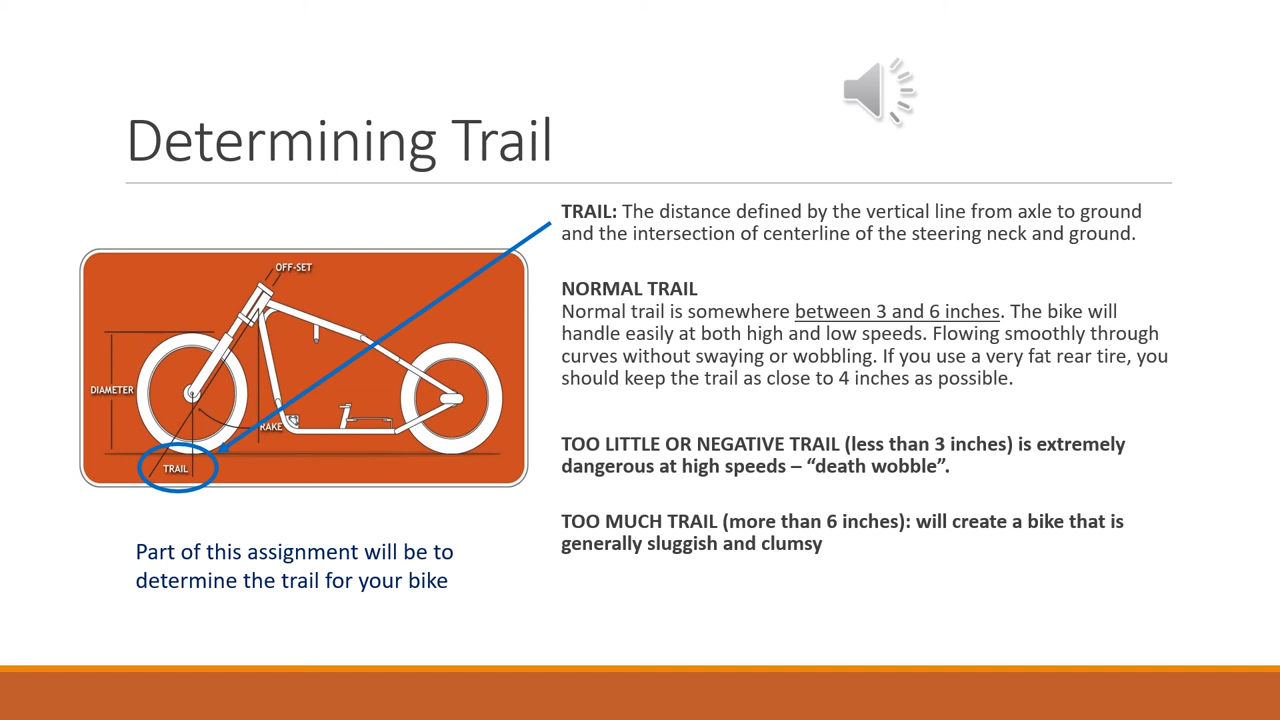 Determining Trail
TRAIL: The distance defined by the vertical line from axle to ground
and the intersection of centerline of the steering neck and ground.
OFF-SET
DIAMETER
RAKE
TRAIL
NORMAL TRAIL
Normal trail is somewhere between 3 and 6 inches. The bike will
handle easily at both high and low speeds. Flowing smoothly through
curves without swaying or wobbling. If you use a very fat rear tire, you
should keep the trail as close to 4 inches as possible.
TOO LITTLE OR NEGATIVE TRAIL (less than 3 inches) is extremely
dangerous at high speeds – “death wobble”.
TOO MUCH TRAIL (more than 6 inches): will create a bike that is
generally sluggish and clumsy
Part of this assignment will be to
determine the trail for your bike